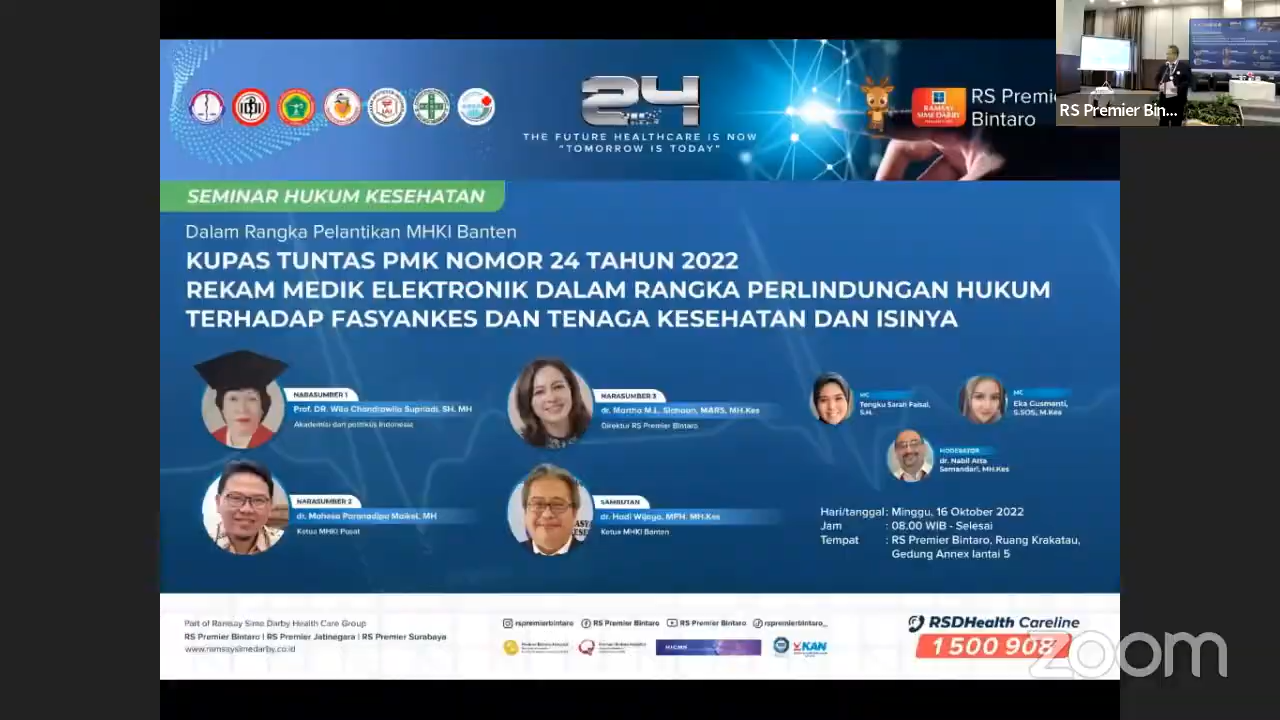 24
THE FUTURE HEALTHCARE IS NOW
"TOMORROW IS TODAY"
RAMSAY
SIME DARBY
RS Premi
Bintaro
RS Premier Bin...
SEMINAR HUKUM KESEHATAN
Dalam Rangka Pelantikan MHKI Banten
KUPAS TUNTAS PMK NOMOR 24 TAHUN 2022
REKAM MEDIK ELEKTRONIK DALAM RANGKA PERLINDUNGAN HUKUM
TERHADAP FASYANKES DAN TENAGA KESEHATAN DAN ISINYA
NARASUMBER 1
Prof. DR. Wila Chandrawila Supriadi, SH, MH
Akademisi dan politikus Indonesia
NARASUMBER 2
dr. Mahesa Paranadipa Maikel, MH
Ketua MHKI Pusat
NARASUMBER 3
dr. Martha M.L. Siahaan, MARS, MH.Kes
Direktur RS Premier Bintaro
SAMBUTAN
dr. Hadi Wijaya, MPH, MH.Kes
Ketua MHKI Banten
MC
Tengku Sarah Faisal,
S.H.
MC
Eka Gusmanti,
S.SOS, M.Kes
MODERATOR
dr. Nabil Atta
Samandari, MH.Kes
Hari/tanggal : Minggu, 16 Oktober 2022
Jam : 08.00 WIB - Selesai
Tempat : RS Premier Bintaro, Ruang Krakatau,
Gedung Annex lantai 5
Part of Ramsay Sime Darby Health Care Group
RS Premier Bintaro | RS Premier Jatinegara | RS Premier Surabaya
www.ramsaysimedarby.co.id
rspremierbintaro
RS Premier Bintaro
RS Premier Bintaro
rspremierbintaro_
KAN
RSDHealth Careline
1 500 908
zoom